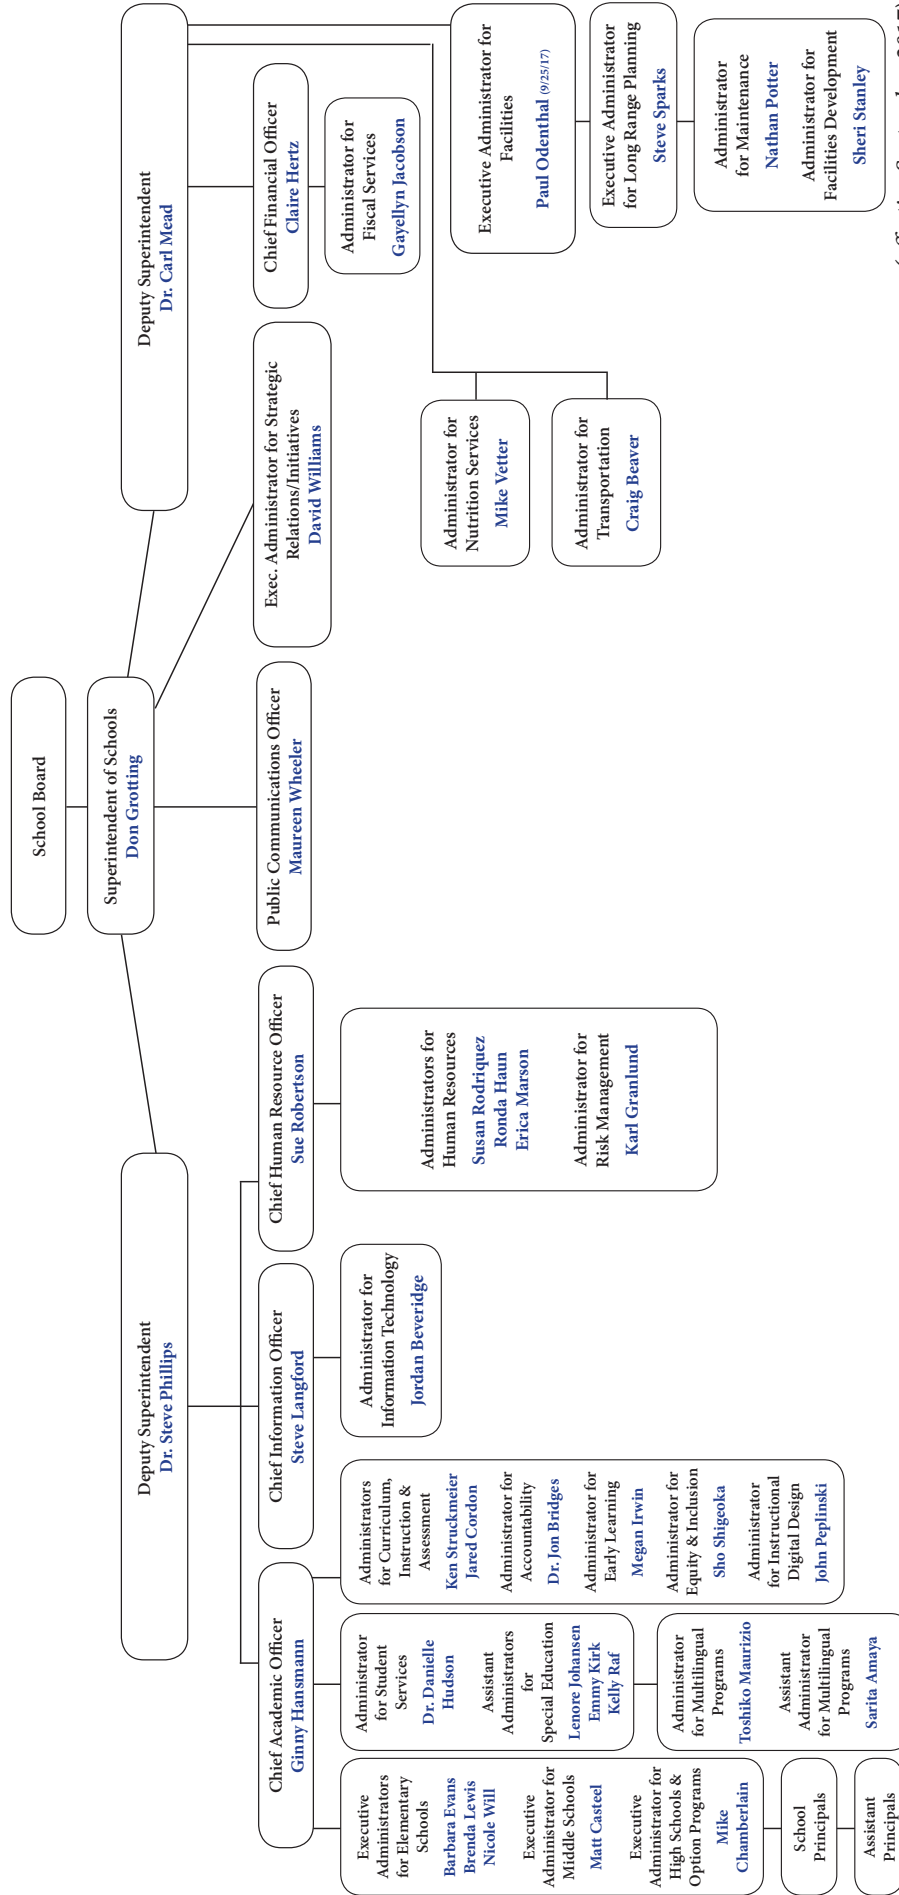 School Board
Superintendent of Schools
Don Grotting
Deputy Superintendent
Dr. Steve Phillips
Deputy Superintendent
Dr. Carl Mead
Chief Academic Officer
Ginny Hansmann
Chief Information Officer
Steve Langford
Chief Human Resource Officer
Sue Robertson
Public Communications Officer
Maureen Wheeler
Exec. Administrator for Strategic
Relations/Initiatives
David Williams
Chief Financial Officer
Claire Hertz
Administrator for
Fiscal Services
Gayellyn Jacobson
Executive
Administrators
for Elementary
Schools
Barbara Evans
Brenda Lewis
Nicole Will
Executive
Administrator for
Middle Schools
Matt Casteel
Executive
Administrator for
High Schools &
Option Programs
Mike
Chamberlain
School
Principals
Assistant
Principals
Administrator
for Student
Services
Dr. Danielle
Hudson
Assistant
Administrators
for
Special Education
Lenore Johansen
Emmy Kirk
Kelly Raf
Administrator
for Multilingual
Programs
Toshiko Maurizio
Assistant
Administrator
for Multilingual
Programs
Sarita Amaya
Administrators
for Curriculum,
Instruction &
Assessment
Ken Struckmeier
Jared Cordon
Administrator for
Accountability
Dr. Jon Bridges
Administrator for
Early Learning
Megan Irwin
Administrator for
Equity & Inclusion
Sho Shigeoka
Administrator
for Instructional
Digital Design
John Peplinski
Administrator for
Information Technology
Jordan Beveridge
Administrators for
Human Resources
Susan Rodriquez
Ronda Haun
Erica Marson
Administrator for
Risk Management
Karl Granlund
Administrator for
Nutrition Services
Mike Vetter
Administrator for
Transportation
Craig Beaver
Executive Administrator for
Facilities
Paul Odenthal (9/25/17)
Executive Administrator
for Long Range Planning
Steve Sparks
Administrator
for Maintenance
Nathan Potter
Administrator for
Facilities Development
Sheri Stanley